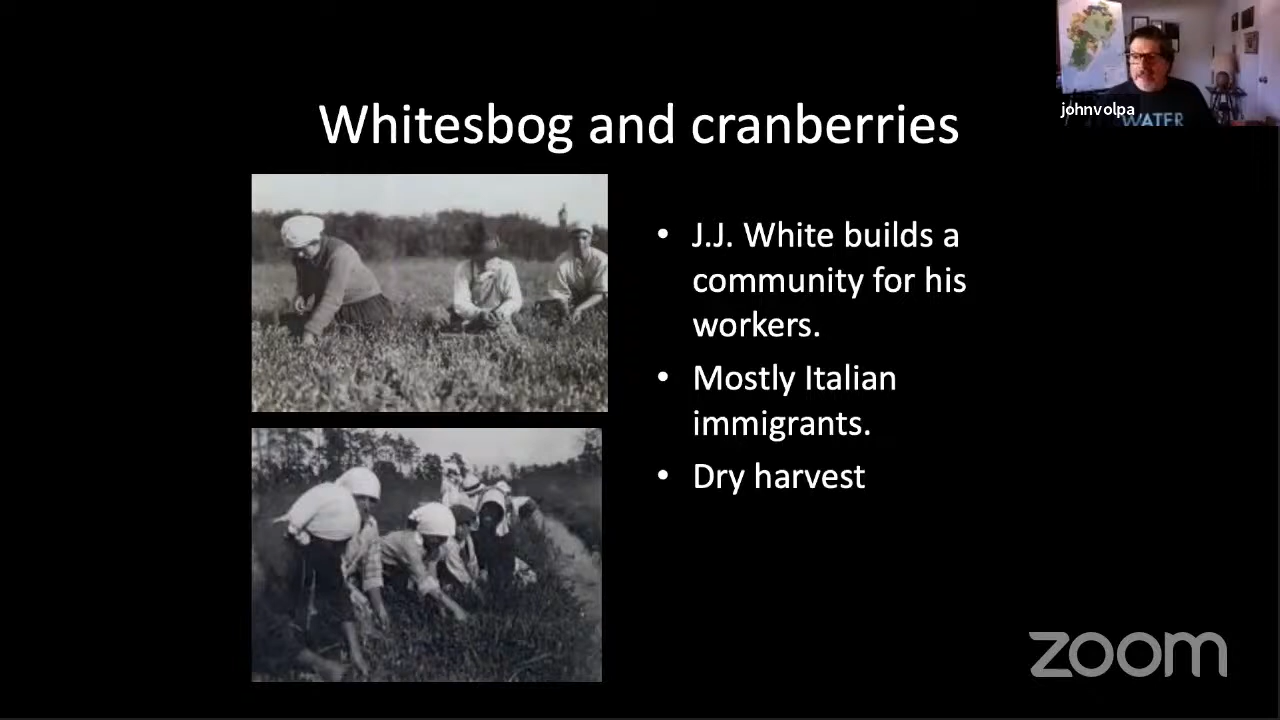 johnvolpa
WATER
Whitesbog and cranberries
• J.J. White builds a
community for his
workers.
• Mostly Italian
immigrants.
• Dry harvest
zoom